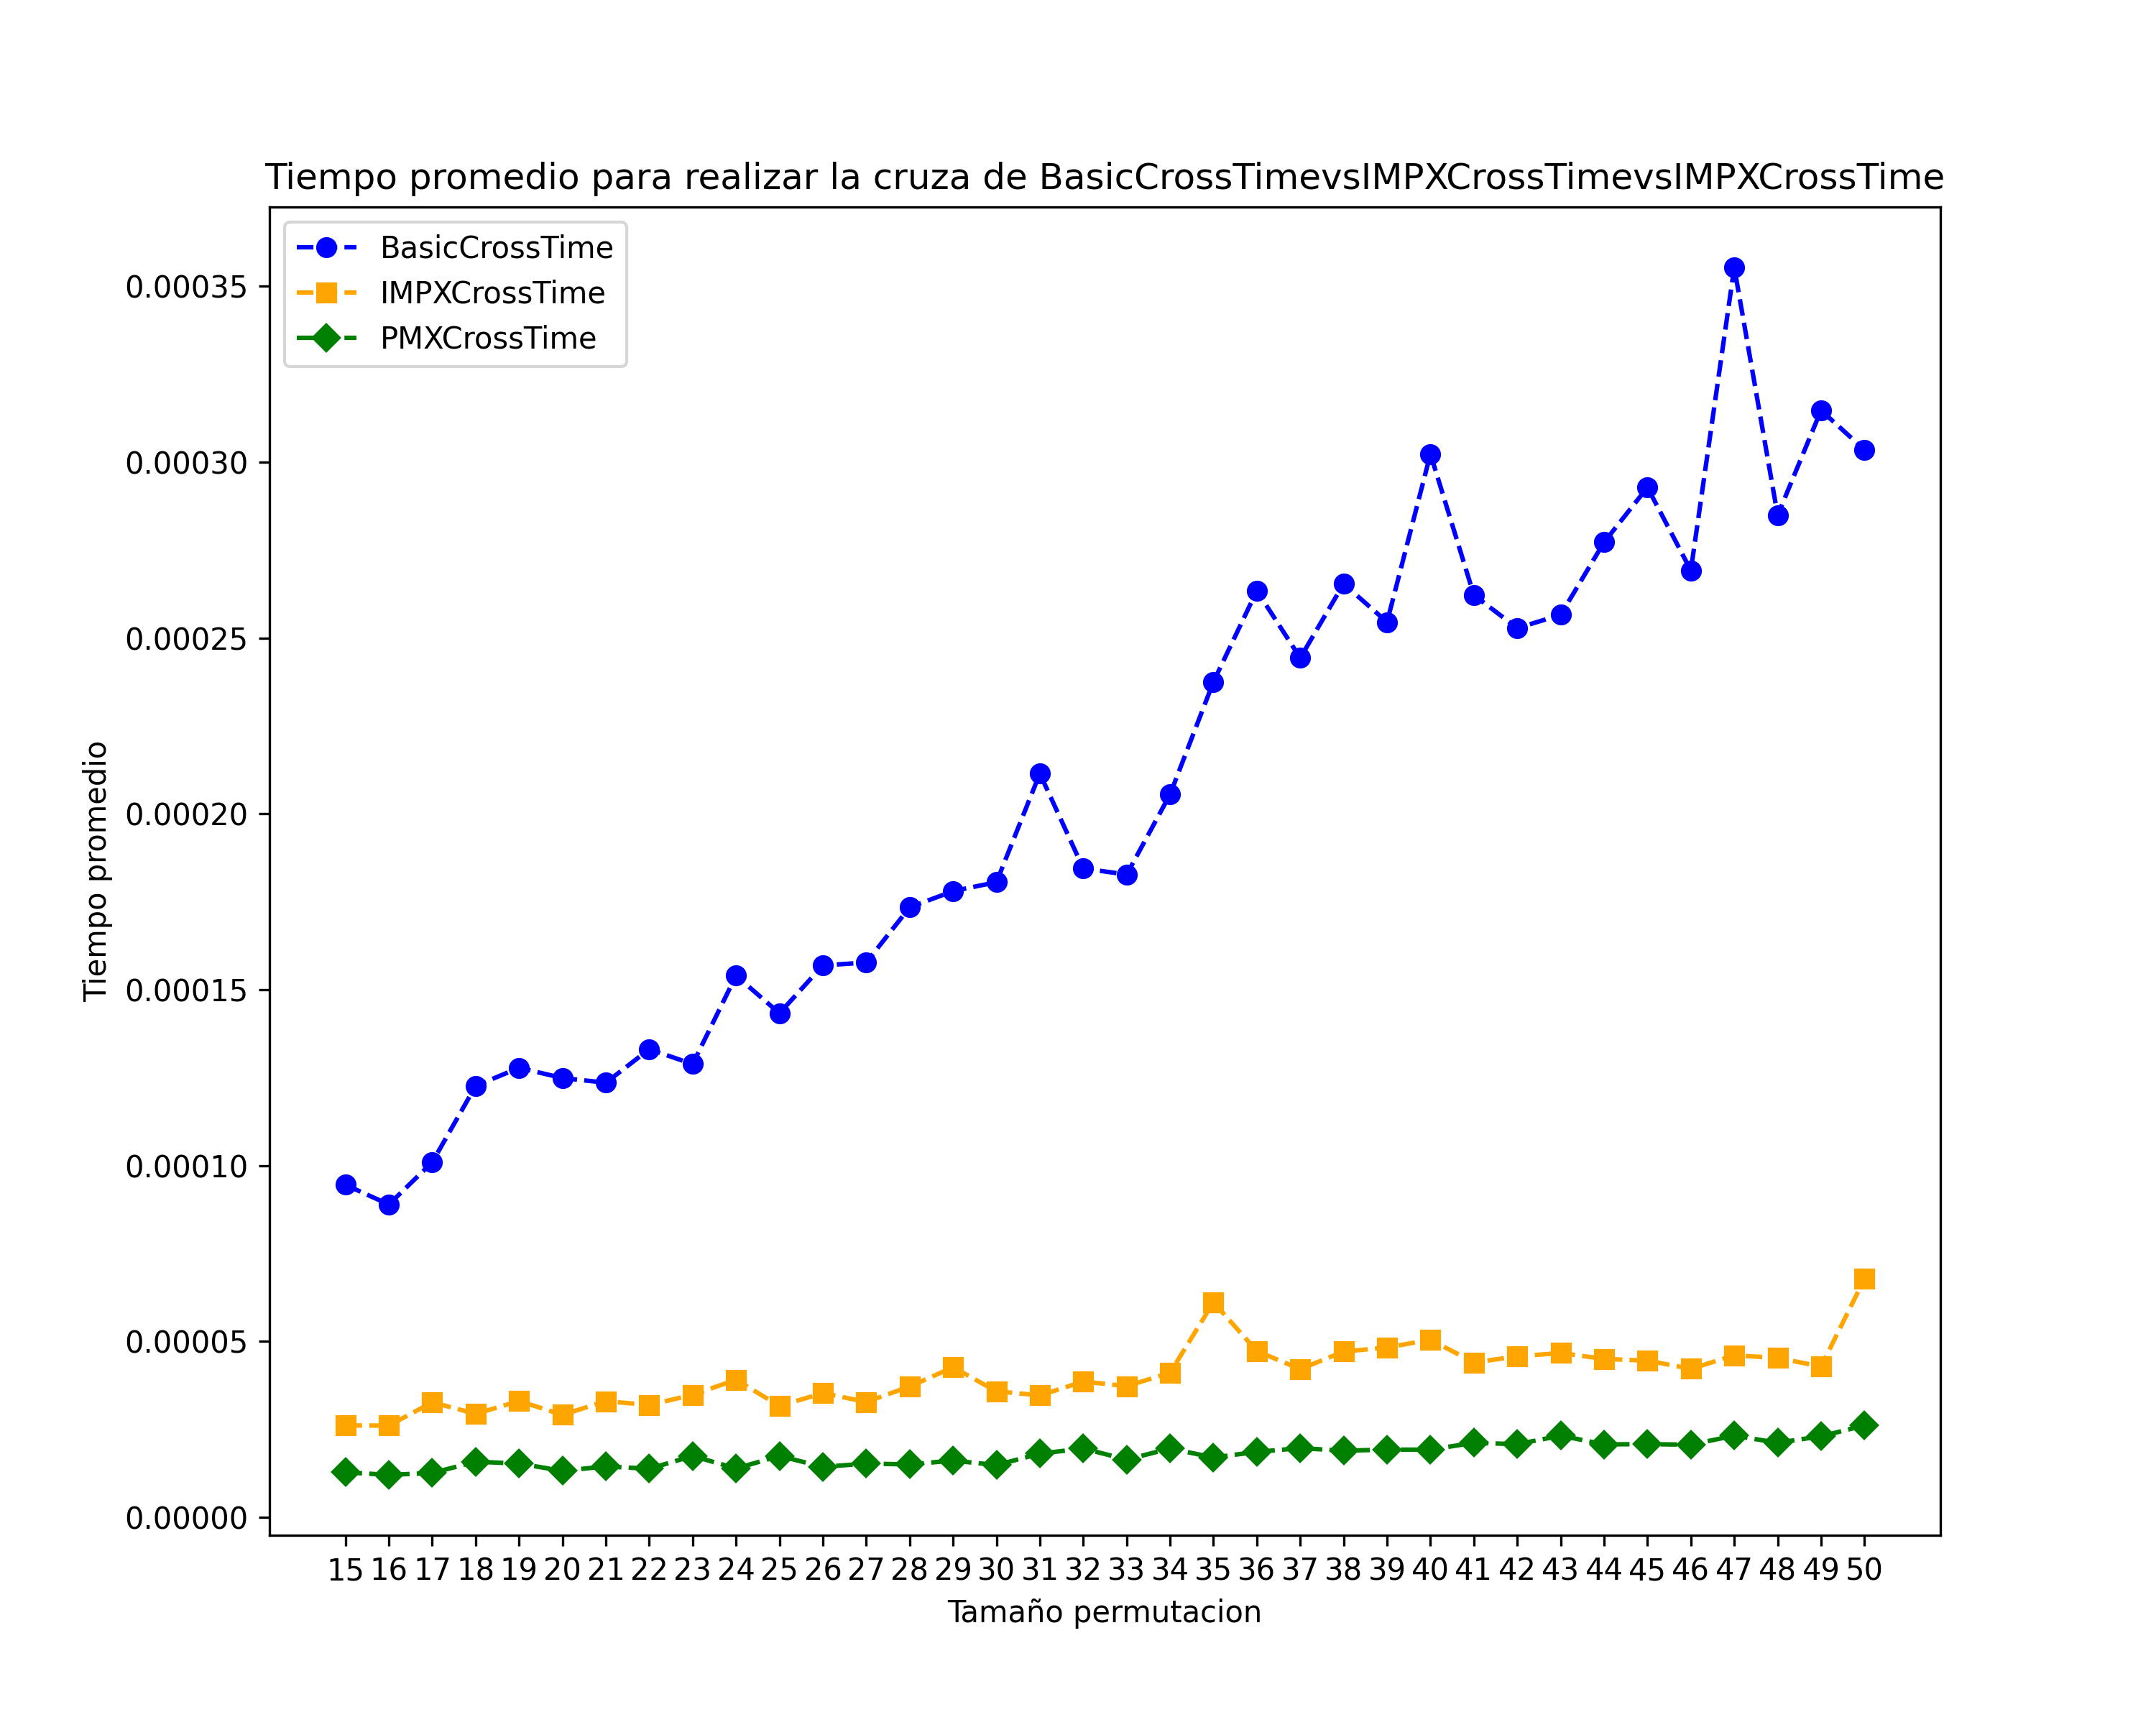 Tiempo promedio para realizar la cruza de BasicCrossTimevsIMPXCrossTimevsIMPXCrossTime
BasicCrossTime
IMPXCrossTime
PMXCrossTime
0.00035
0.00030
0.00025
0.00020
0.00015
0.00010
0.00005
0.00000
Tiempo promedio
15 16 17 18 19 20 21 22 23 24 25 26 27 28 29 30 31 32 33 34 35 36 37 38 39 40 41 42 43 44 45 46 47 48 49 50
Tamaño permutacion